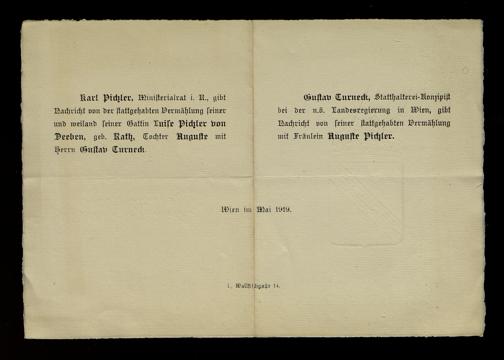 Karl Pichler, Ministerialrat i. R., gibt
Nachricht von der stattgehabten Vermählung seiner
und weiland seiner Gattin Luise Pichler von
Deeben, geb. Kath, Tochter Auguste mit
Herrn Gustav Turneck.
Gustav Turneck, Statthalterei-Konzipist
bei der n.ö. Landesregierung in Wien, gibt
Nachricht von seiner stattgehabten Vermählung
mit Fräulein Auguste Pichler.
Wien im Mai 1919.
I., 14.